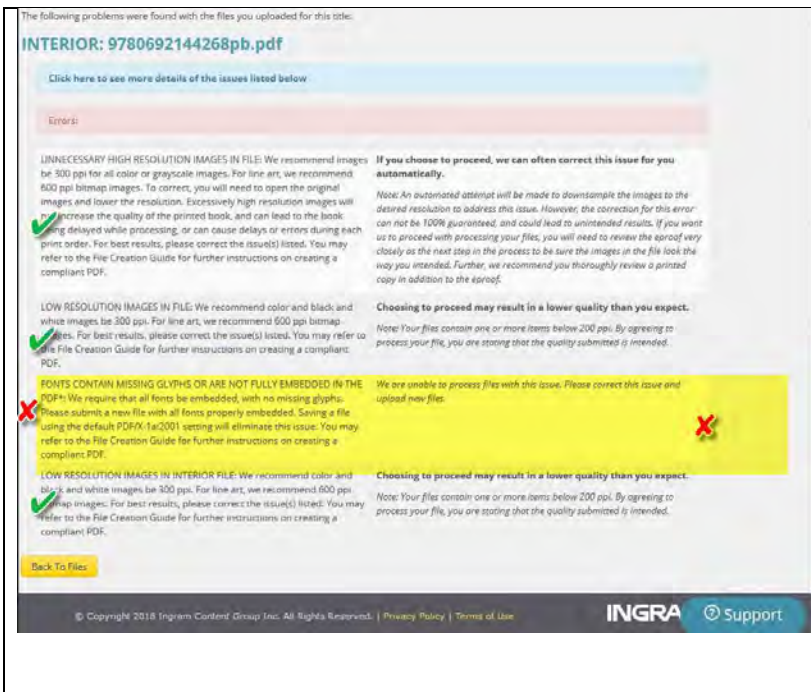 The following problems were found with the files you uploaded for this title:
INTERIOR: 9780692144268pb.pdf
Click here to see more details of the issues listed below
Errors:
UNNECESSARY HIGH RESOLUTION IMAGES IN FILE: We recommend images
be 300 ppi for all color or grayscale images. For line art, we recommend
600 ppi bitmap images. To correct, you will need to open the original
images and lower the resolution. Excessively high resolution images will
increase the quality of the printed book, and can lead to the book
being delayed while processing, or can cause delays or errors during each
print order. For best results, please correct the issue(s) listed. You may
refer to the File Creation Guide for further instructions on creating a
compliant PDF.
If you choose to proceed, we can often correct this issue for you
automatically.
Note: An automated attempt will be made to downsample the images to the
desired resolution to address this issue. However, the correction for this error
can not be 100% guaranteed, and could lead to unintended results. If you want
us to proceed with processing your files, you will need to review the eproof very
closely as the next step in the process to be sure the images in the file look the
way you intended. Further, we recommend you thoroughly review a printed
copy in addition to the eproof.
LOW RESOLUTION IMAGES IN FILE: We recommend color and black and
white images be 300 ppi. For line art, we recommend 600 ppi bitmap
images. For best results, please correct the issue(s) listed. You may refer to
the File Creation Guide for further instructions on creating a compliant
PDF.
Choosing to proceed may result in a lower quality than you expect.
Note: Your files contain one or more items below 200 ppi. By agreeing to
process your file, you are stating that the quality submitted is intended.
FONTS CONTAIN MISSING GLYPHS OR ARE NOT FULLY EMBEDDED IN THE
PDF*: We require that all fonts be embedded, with no missing glyphs.
Please submit a new file with all fonts properly embedded. Saving a file
using the default PDF/X-1a:2001 setting will eliminate this issue. You may
refer to the File Creation Guide for further instructions on creating a
compliant PDF.
We are unable to process files with this issue. Please correct this issue and
upload new files.
LOW RESOLUTION IMAGES IN INTERIOR FILE: We recommend color and
black and white images be 300 ppi. For line art, we recommend 600 ppi
bitmap images. For best results, please correct the issue(s) listed. You may
refer to the File Creation Guide for further instructions on creating a
compliant PDF.
Choosing to proceed may result in a lower quality than you expect.
Note: Your files contain one or more items below 200 ppi. By agreeing to
process your file, you are stating that the quality submitted is intended.
Back To Files
© Copyright 2018 Ingram Content Group Inc. All Rights Reserved. | Privacy Policy | Terms of Use
INGRA
? Support